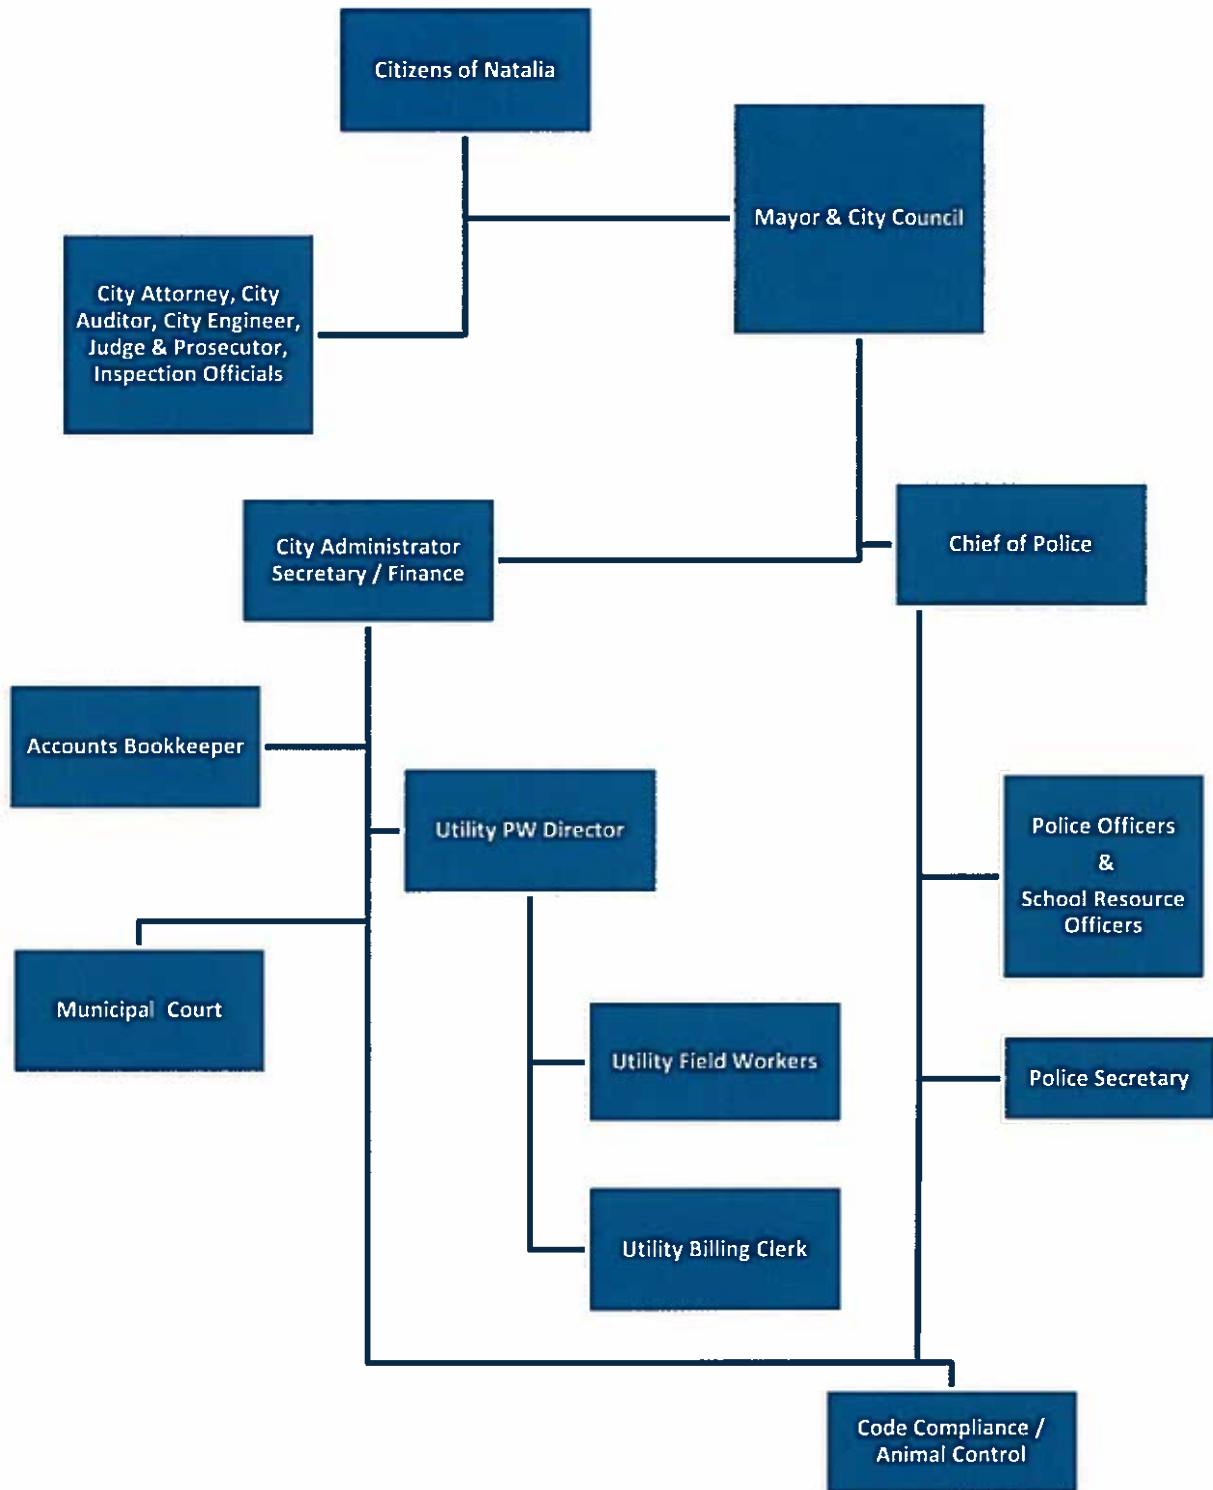 Citizens of Natalia
Mayor & City Council
City Attorney, City
Auditor, City Engineer,
Judge & Prosecutor,
Inspection Officials
City Administrator
Secretary / Finance
Chief of Police
Accounts Bookkeeper
Utility PW Director
Police Officers
&
School Resource
Officers
Municipal Court
Utility Field Workers
Police Secretary
Utility Billing Clerk
Code Compliance /
Animal Control